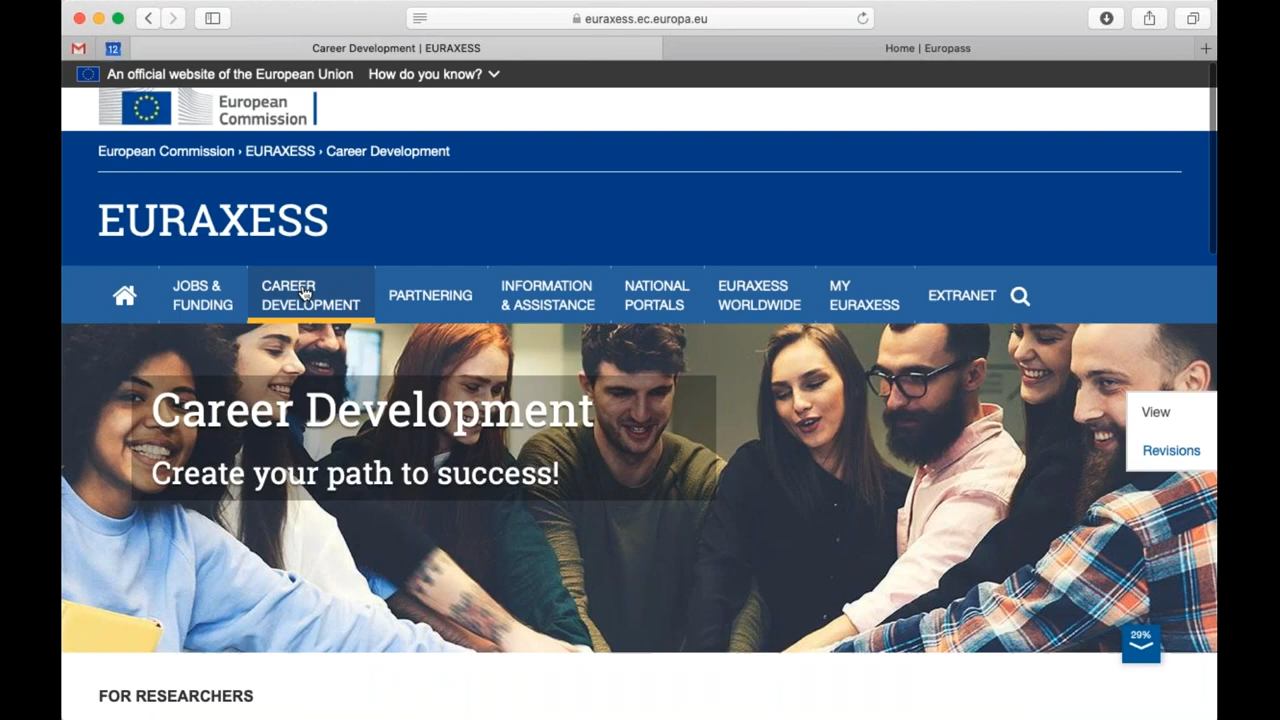 euraxess.ec.europa.eu
12
Career Development | EURAXESS
Home | Europass
An official website of the European Union How do you know?
European
Commission
European Commission › EURAXESS › Career Development
EURAXESS
JOBS &
FUNDING
CAREER
DEVELOPMENT
PARTNERING
INFORMATION
& ASSISTANCE
NATIONAL
PORTALS
EURAXESS
WORLDWIDE
MY
EURAXESS
EXTRANET
Career Development
Create your path to success!
View
Revisions
29%
FOR RESEARCHERS